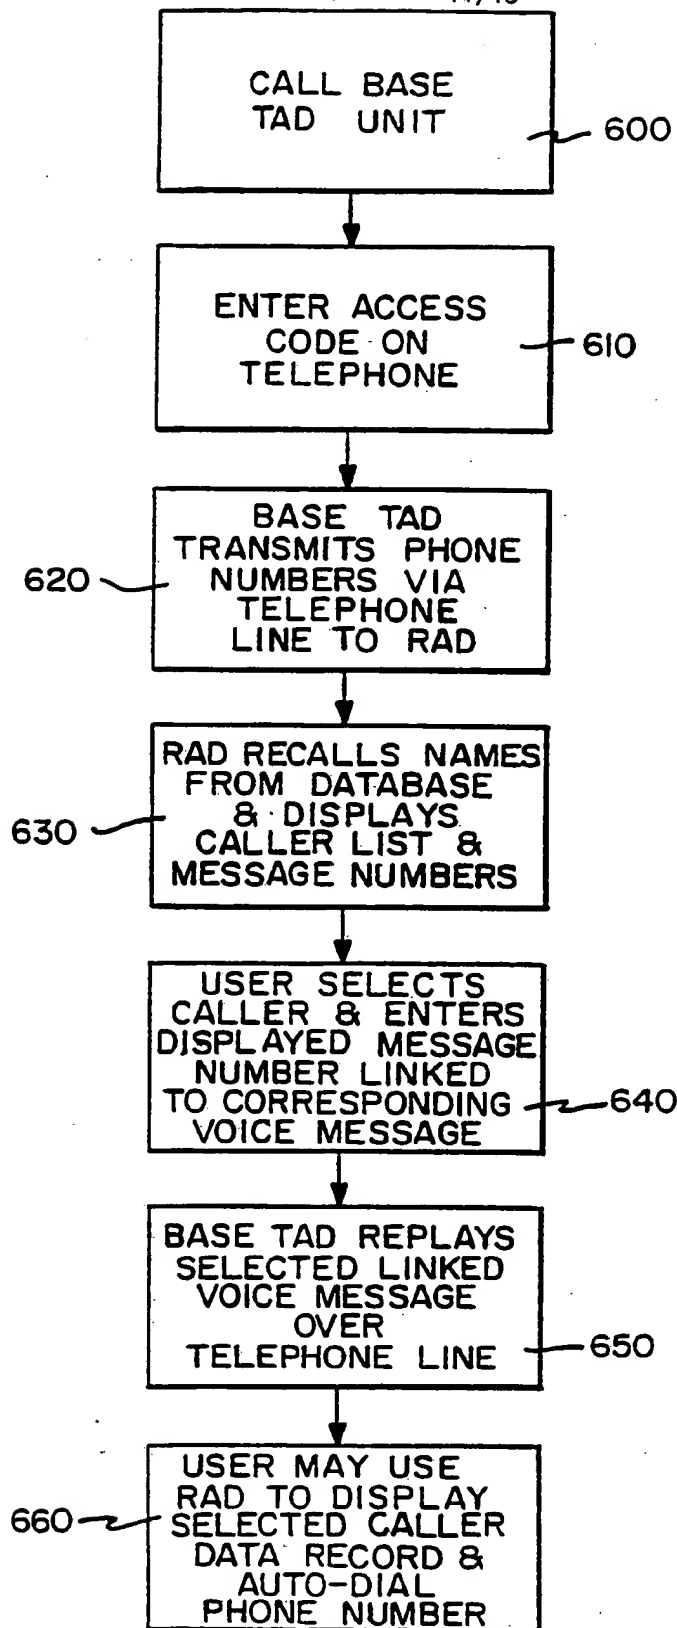 CALL BASE
TAD UNIT
600
ENTER ACCESS
CODE ON
TELEPHONE
610
BASE TAD
TRANSMITS PHONE
NUMBERS VIA
TELEPHONE
LINE TO RAD
620
RAD RECALLS NAMES
FROM DATABASE
& DISPLAYS
CALLER LIST &
MESSAGE NUMBERS
630
USER SELECTS
CALLER & ENTERS
DISPLAYED MESSAGE
NUMBER LINKED
TO CORRESPONDING
VOICE MESSAGE
640
BASE TAD REPLAYS
SELECTED LINKED
VOICE MESSAGE
OVER
TELEPHONE LINE
650
USER MAY USE
RAD TO DISPLAY
SELECTED CALLER
DATA RECORD &
AUTO-DIAL
PHONE NUMBER
660